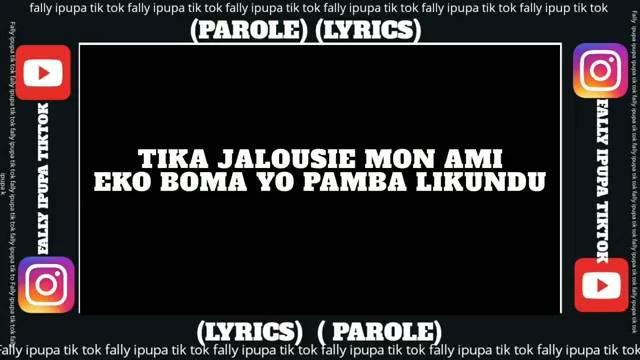 fally ipupa tik tok fally ipupa tik tok fally ipupa tik tok fally ipupa tik tok fally ipupa tik tok fally ipup tik tok
(PAROLE) (LYRICS)
TIKA JALOUSIE MON AMI
EKO BOMA YO PAMBA LIKUNDU
FALLY IPUPA TIKTOK
FALLY IPUPA TIKTOK
(LYRICS) ( PAROLE)
Fally ipupa tik tok fally ipupa tik tok fally ipupa tik tok fally ipupa tik tok fally ipupa tik tok fally ipupa tik tok